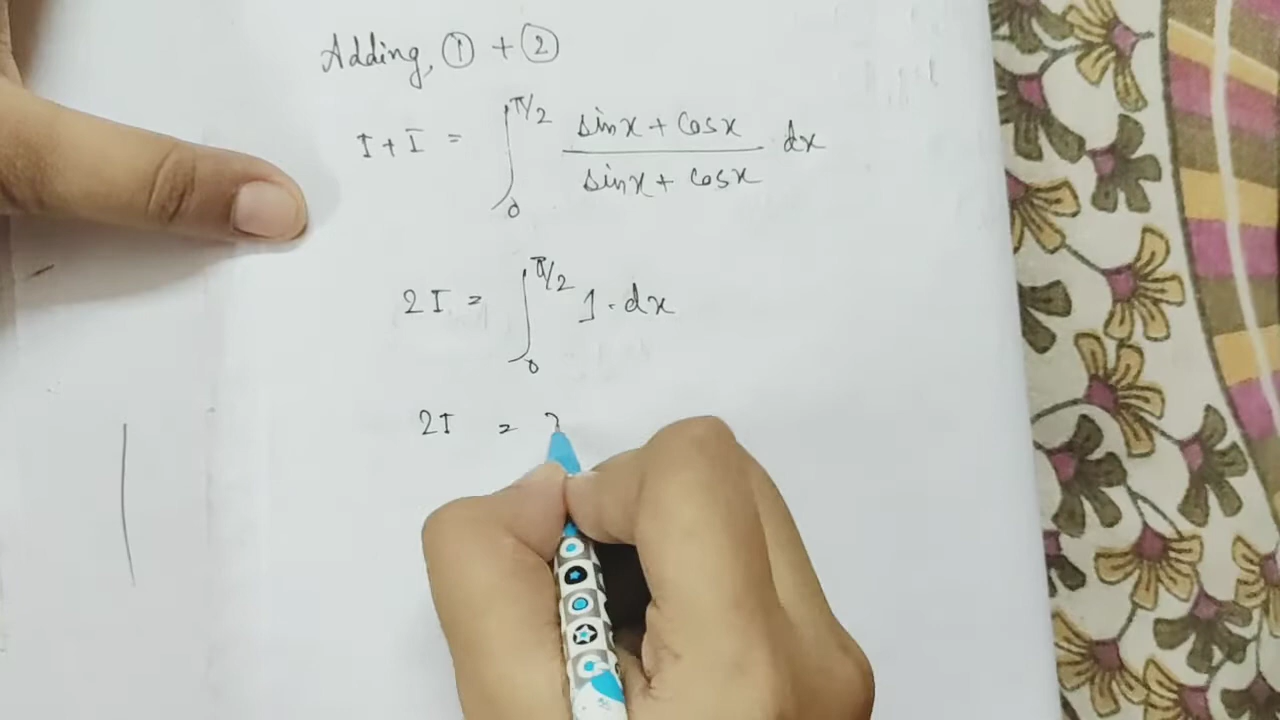 Adding, ① + ②
I + I = ∫₀^π/2 (sinx + cosx)/(sinx + cosx) dx
2I = ∫₀^π/2 1 · dx
2I =